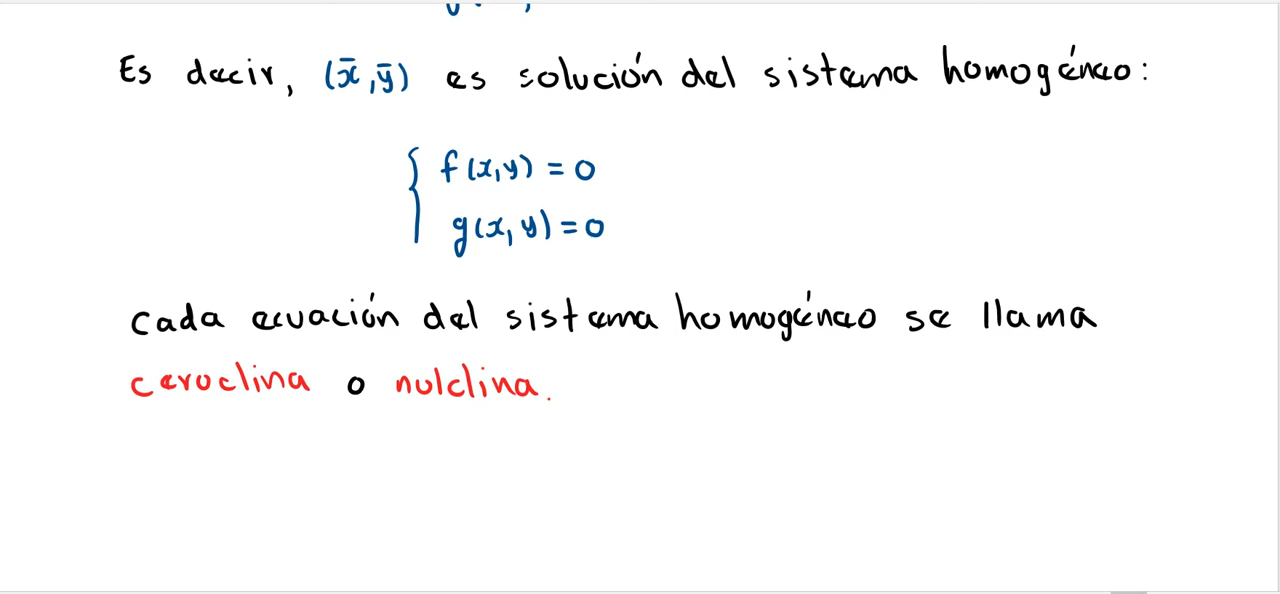 Es decir, (x̄,ȳ) es solución del sistema homogéneo:
{ f(x,y) = 0
g(x,y) = 0
cada ecuación del sistema homogéneo se llama
ceroclina o nulclina.